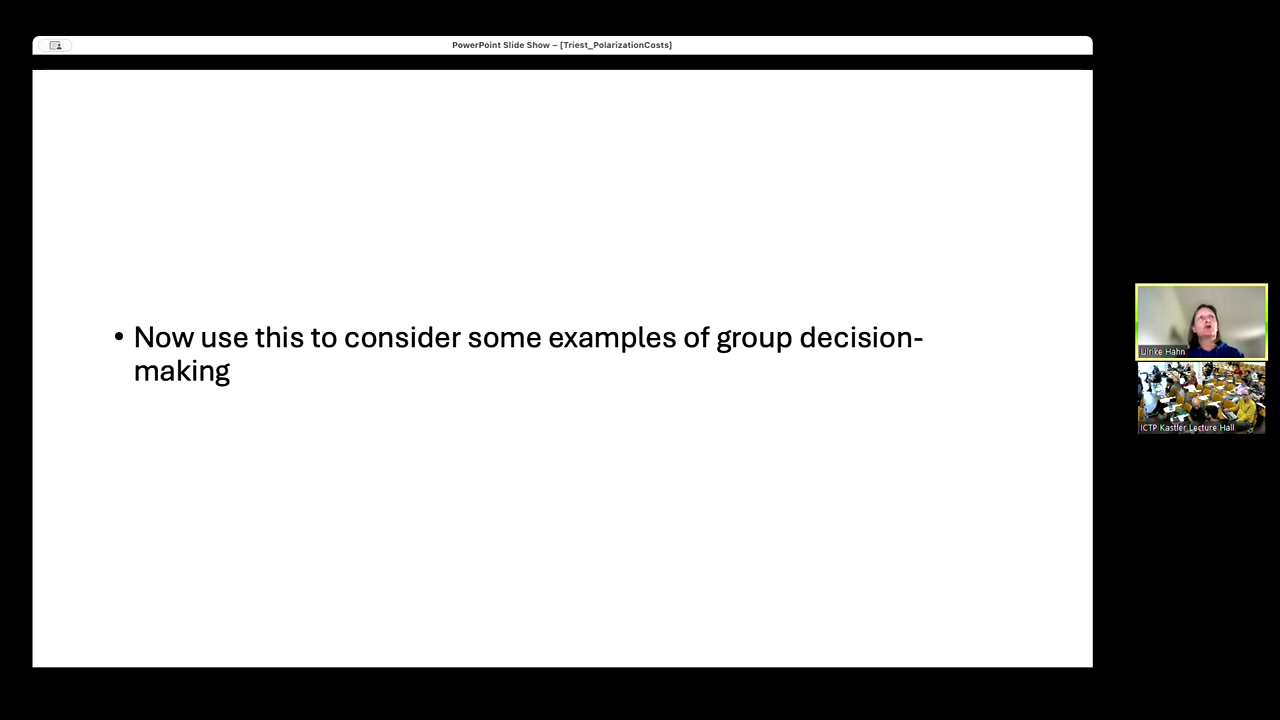 PowerPoint Slide Show – [Triest_PolarizationCosts]
• Now use this to consider some examples of group decision-
making
Ulrike Hahn
ICTP Kastler Lecture Hall